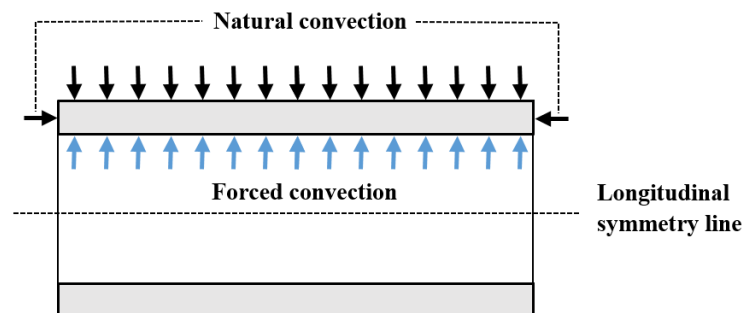 Natural convection
Forced convection
Longitudinal
symmetry line